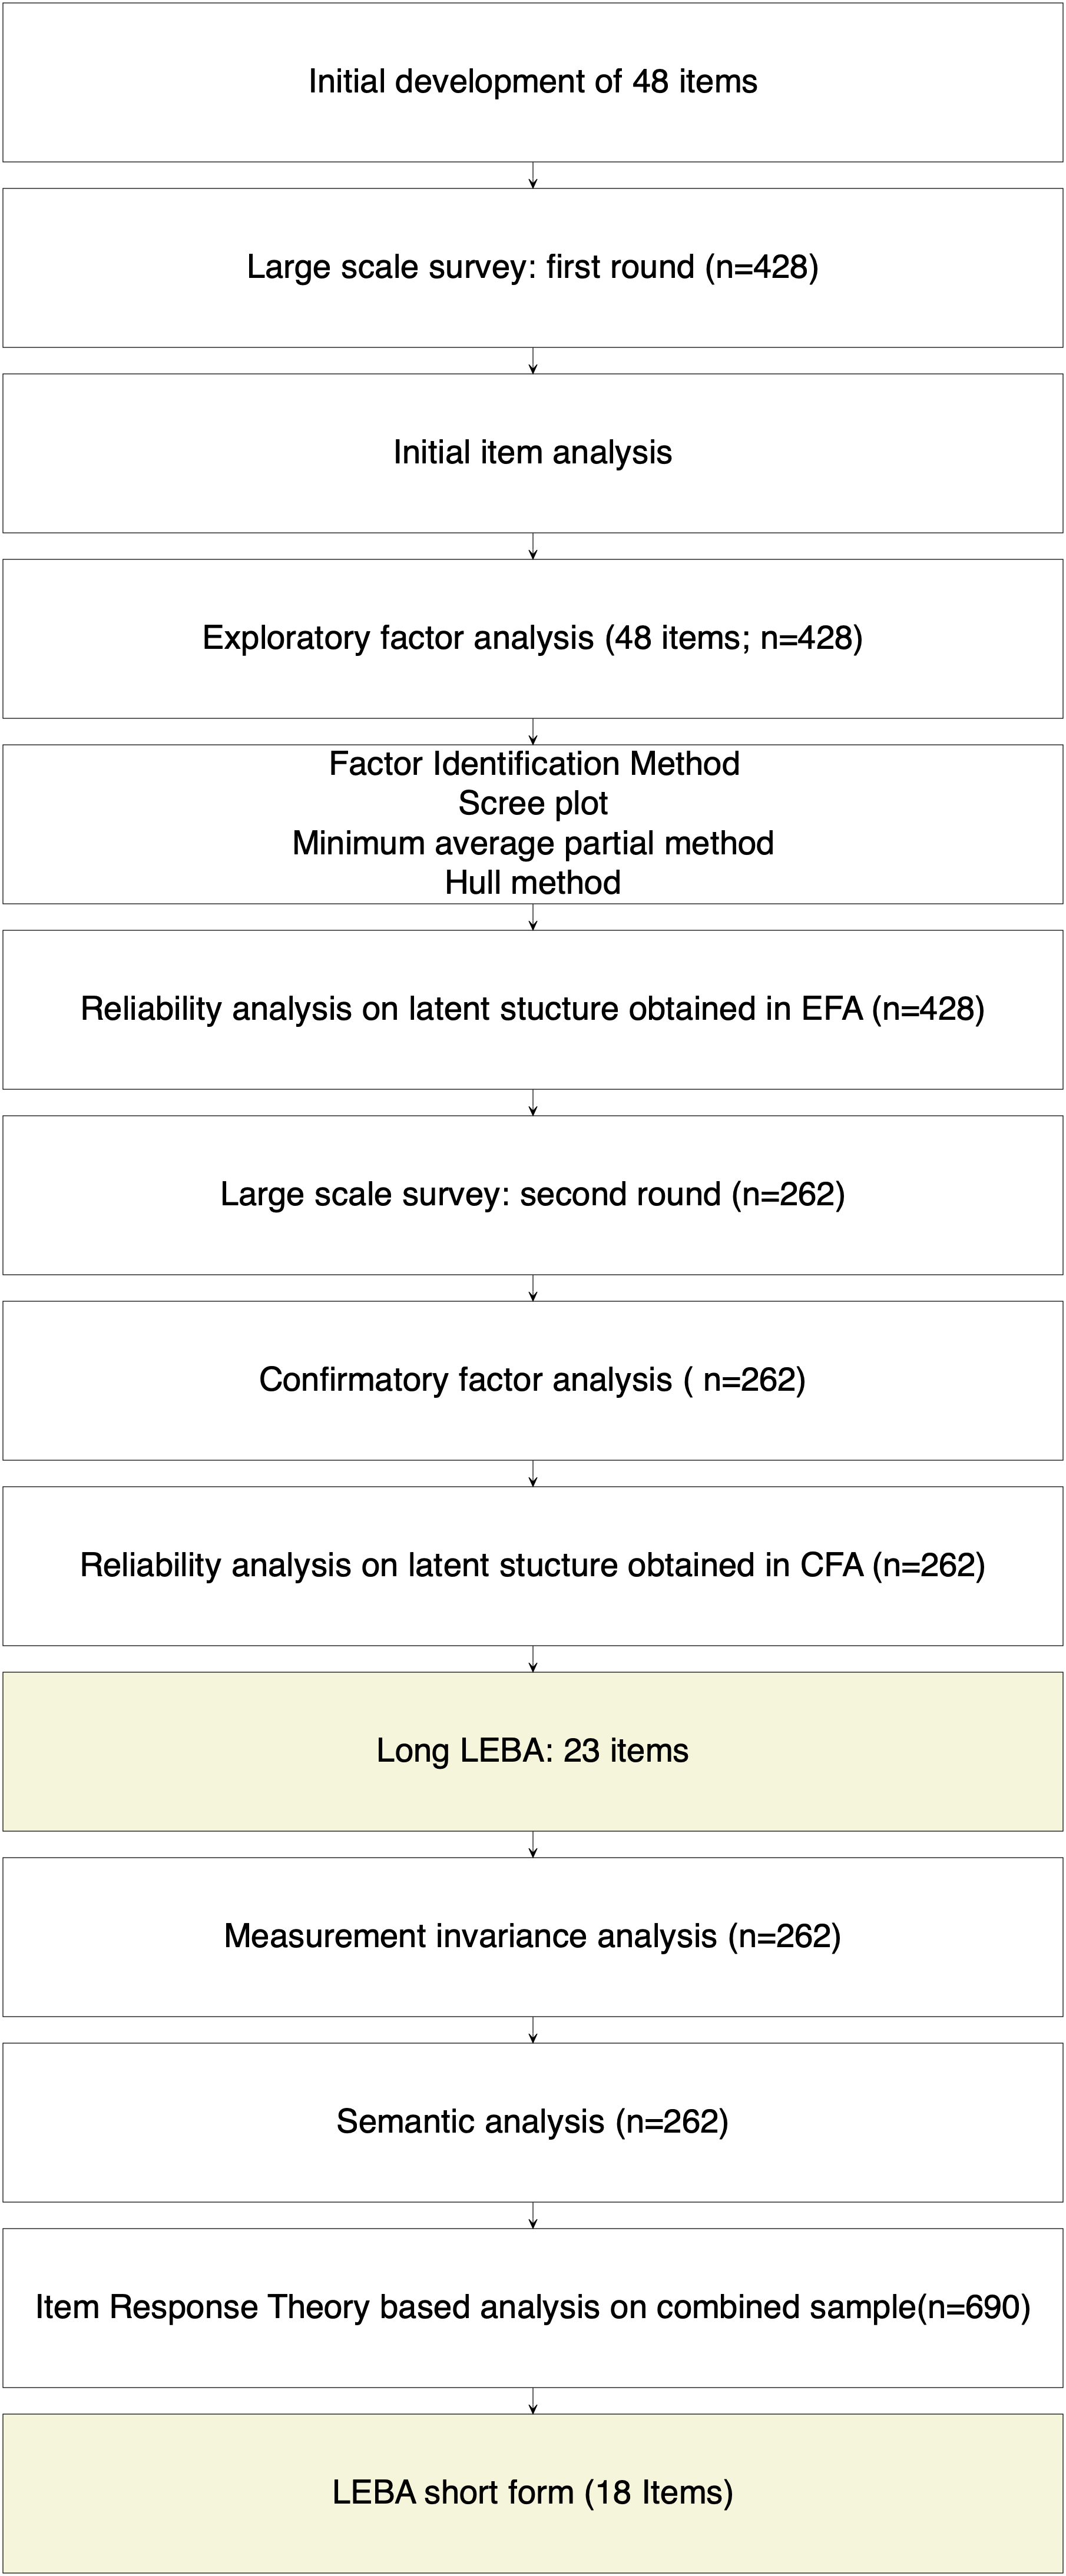 Initial development of 48 items
Large scale survey: first round (n=428)
Initial item analysis
Exploratory factor analysis (48 items; n=428)
Factor Identification Method
Scree plot
Minimum average partial method
Hull method
Reliability analysis on latent stucture obtained in EFA (n=428)
Large scale survey: second round (n=262)
Confirmatory factor analysis ( n=262)
Reliability analysis on latent stucture obtained in CFA (n=262)
Long LEBA: 23 items
Measurement invariance analysis (n=262)
Semantic analysis (n=262)
Item Response Theory based analysis on combined sample(n=690)
LEBA short form (18 Items)